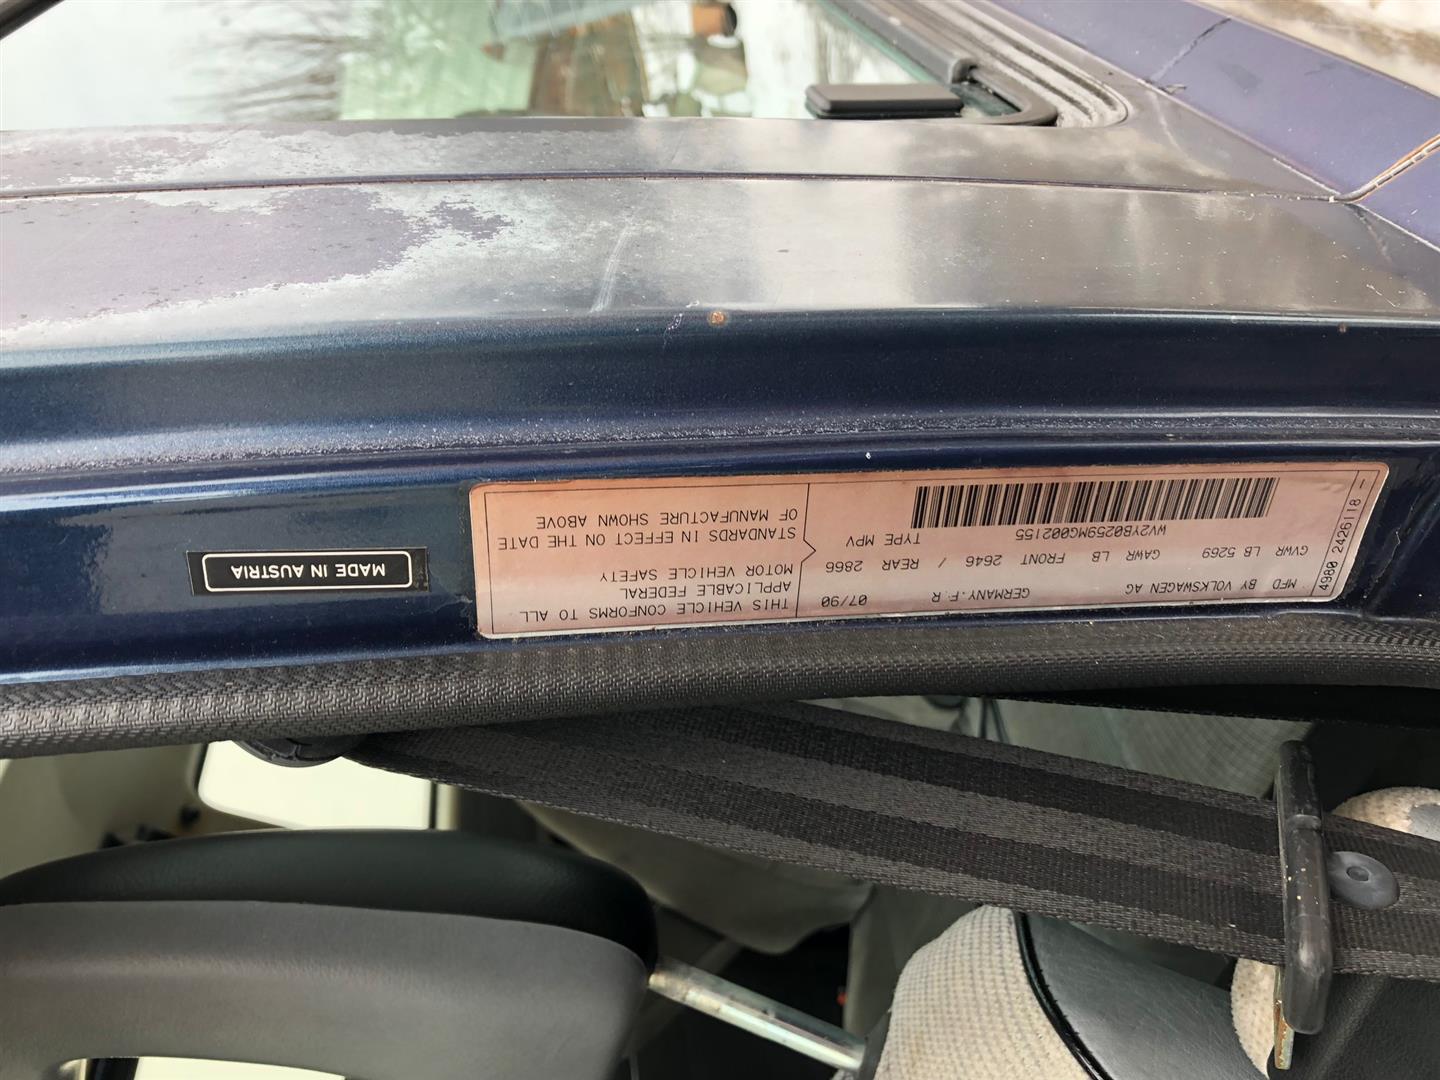 MFD BY VOLKSWAGEN AG GERMANY.F.R 07/90
GVWR LB 5269 GAWR LB FRONT 2646 / REAR 2866
WV2YB0259MG002155 TYPE MPV
THIS VEHICLE CONFORMS TO ALL
APPLICABLE FEDERAL
MOTOR VEHICLE SAFETY
STANDARDS IN EFFECT ON THE DATE
OF MANUFACTURE SHOWN ABOVE
4980 2426118 -
MADE IN AUSTRIA